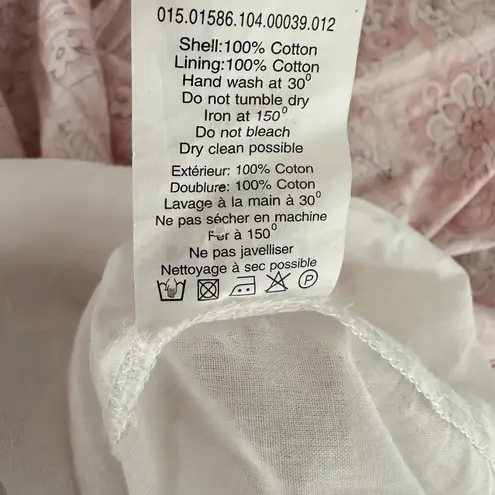 015.01586.104.00039.012
Shell:100% Cotton
Lining:100% Cotton
Hand wash at 30⁰
Do not tumble dry
Iron at 150⁰
Do not bleach
Dry clean possible
Extérieur: 100% Coton
Doublure: 100% Coton
Lavage à la main à 30⁰
Ne pas sécher en machine
Fer à 150⁰
Ne pas javelliser
Nettoyage à sec possible
P